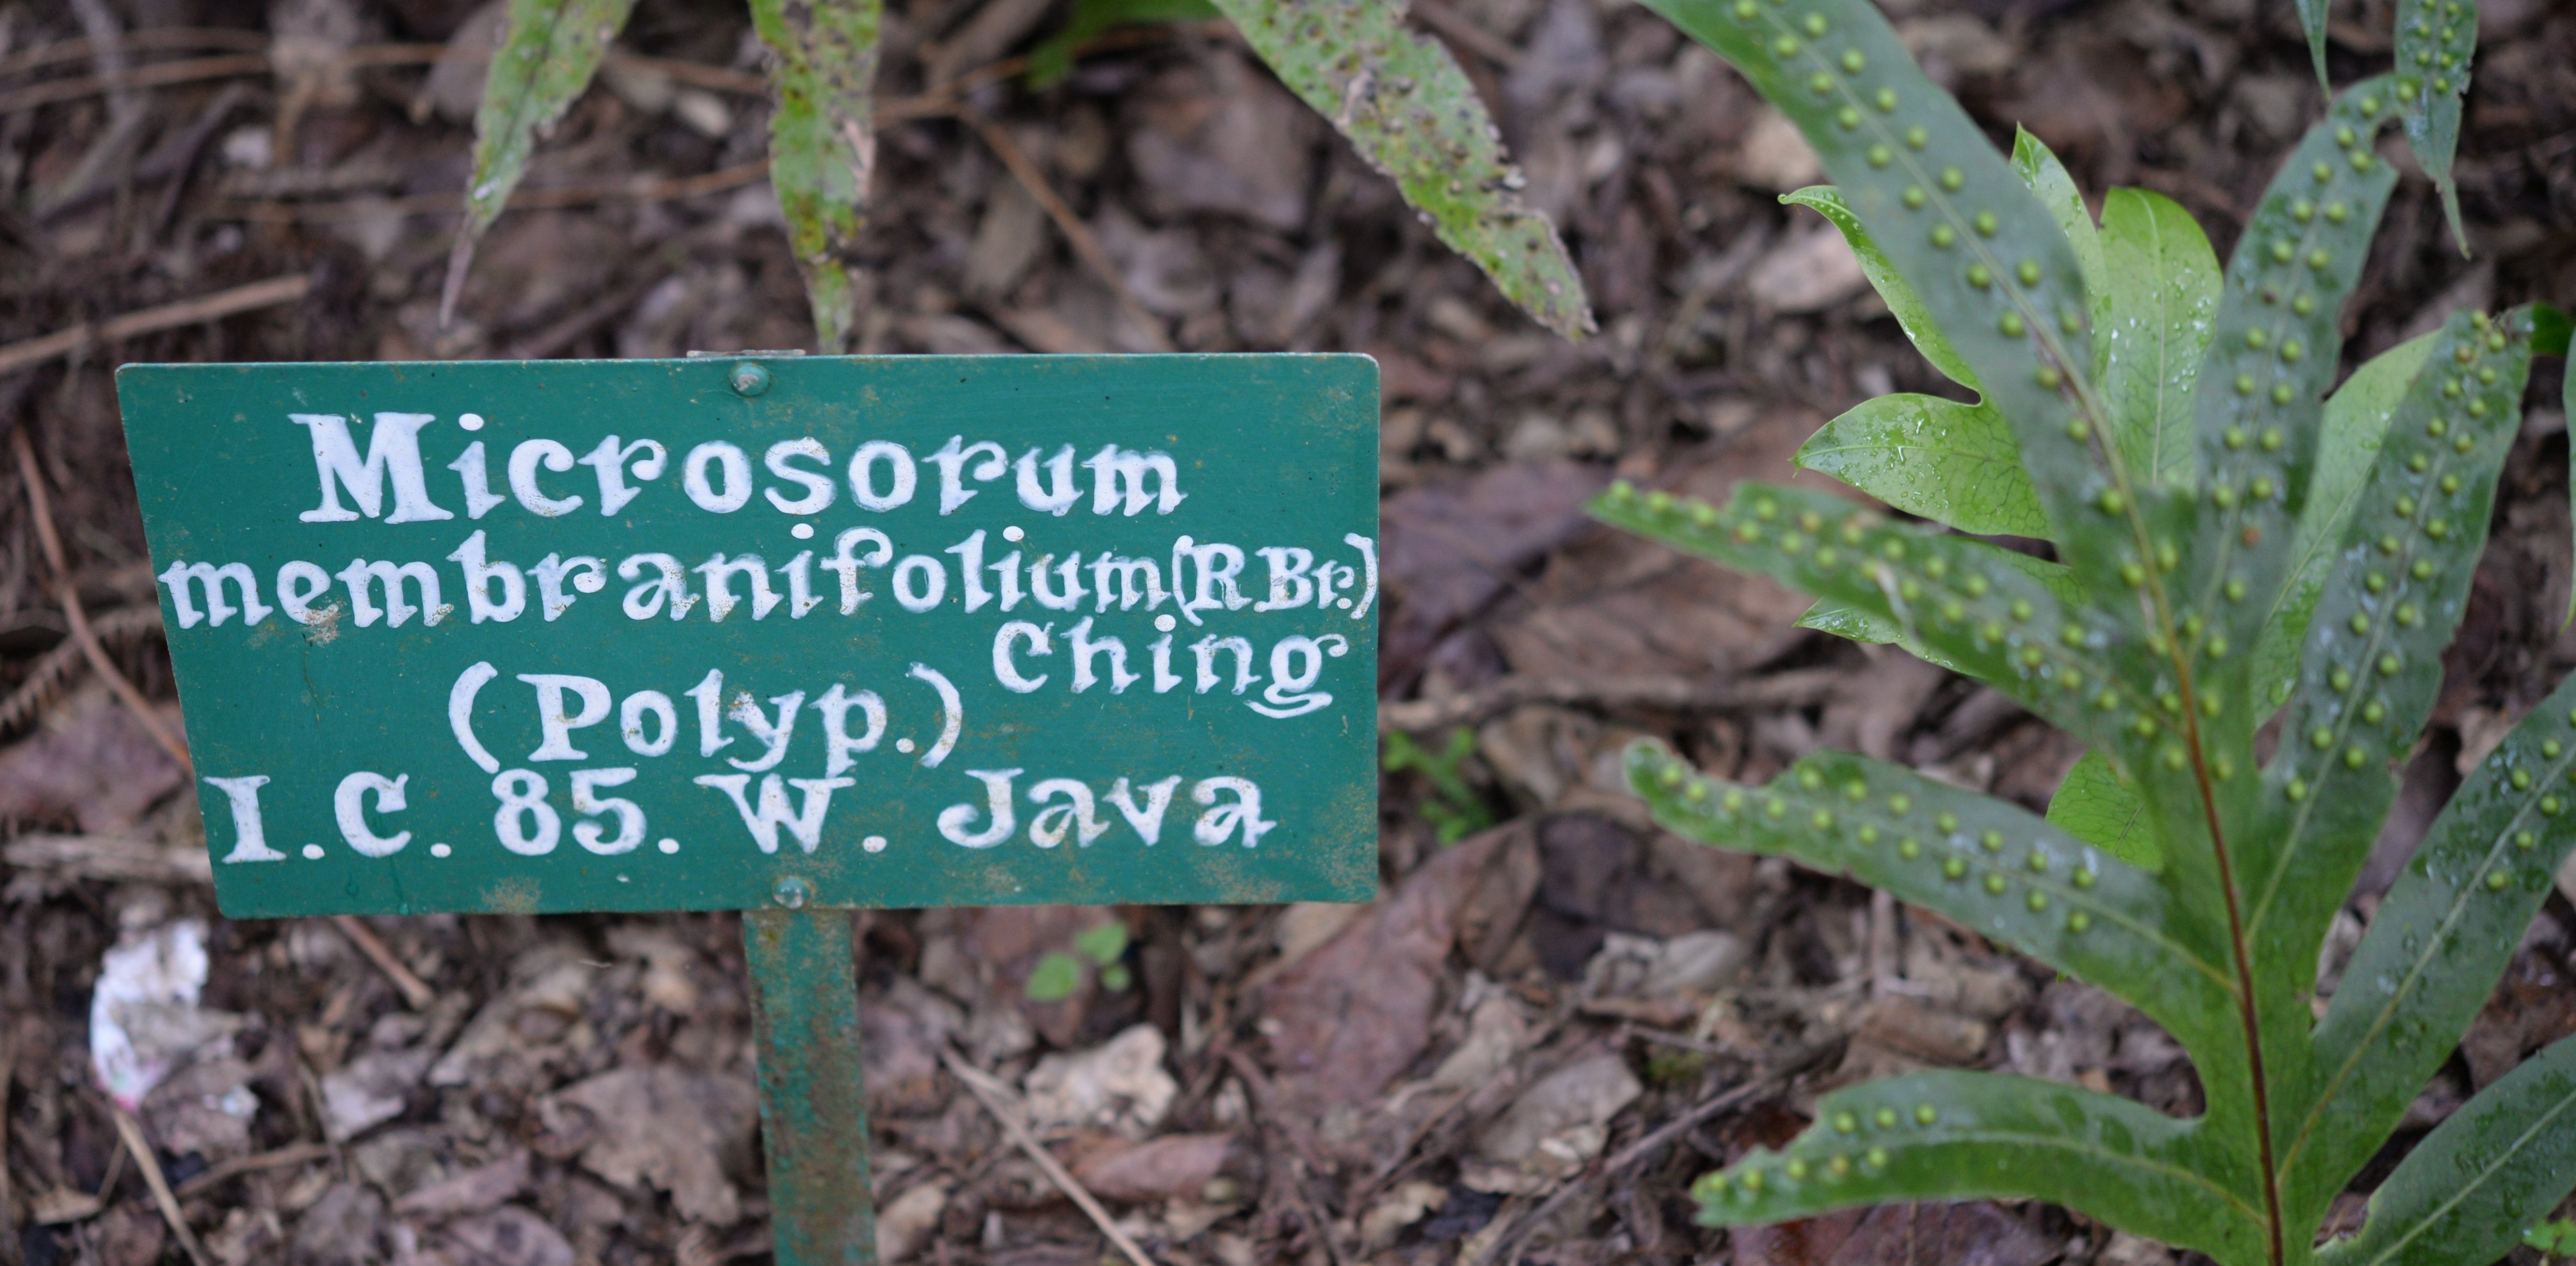 Microsorum
membranifolium (R.Br.)
Ching
(Polyp.)
I.C. 85. W. Java